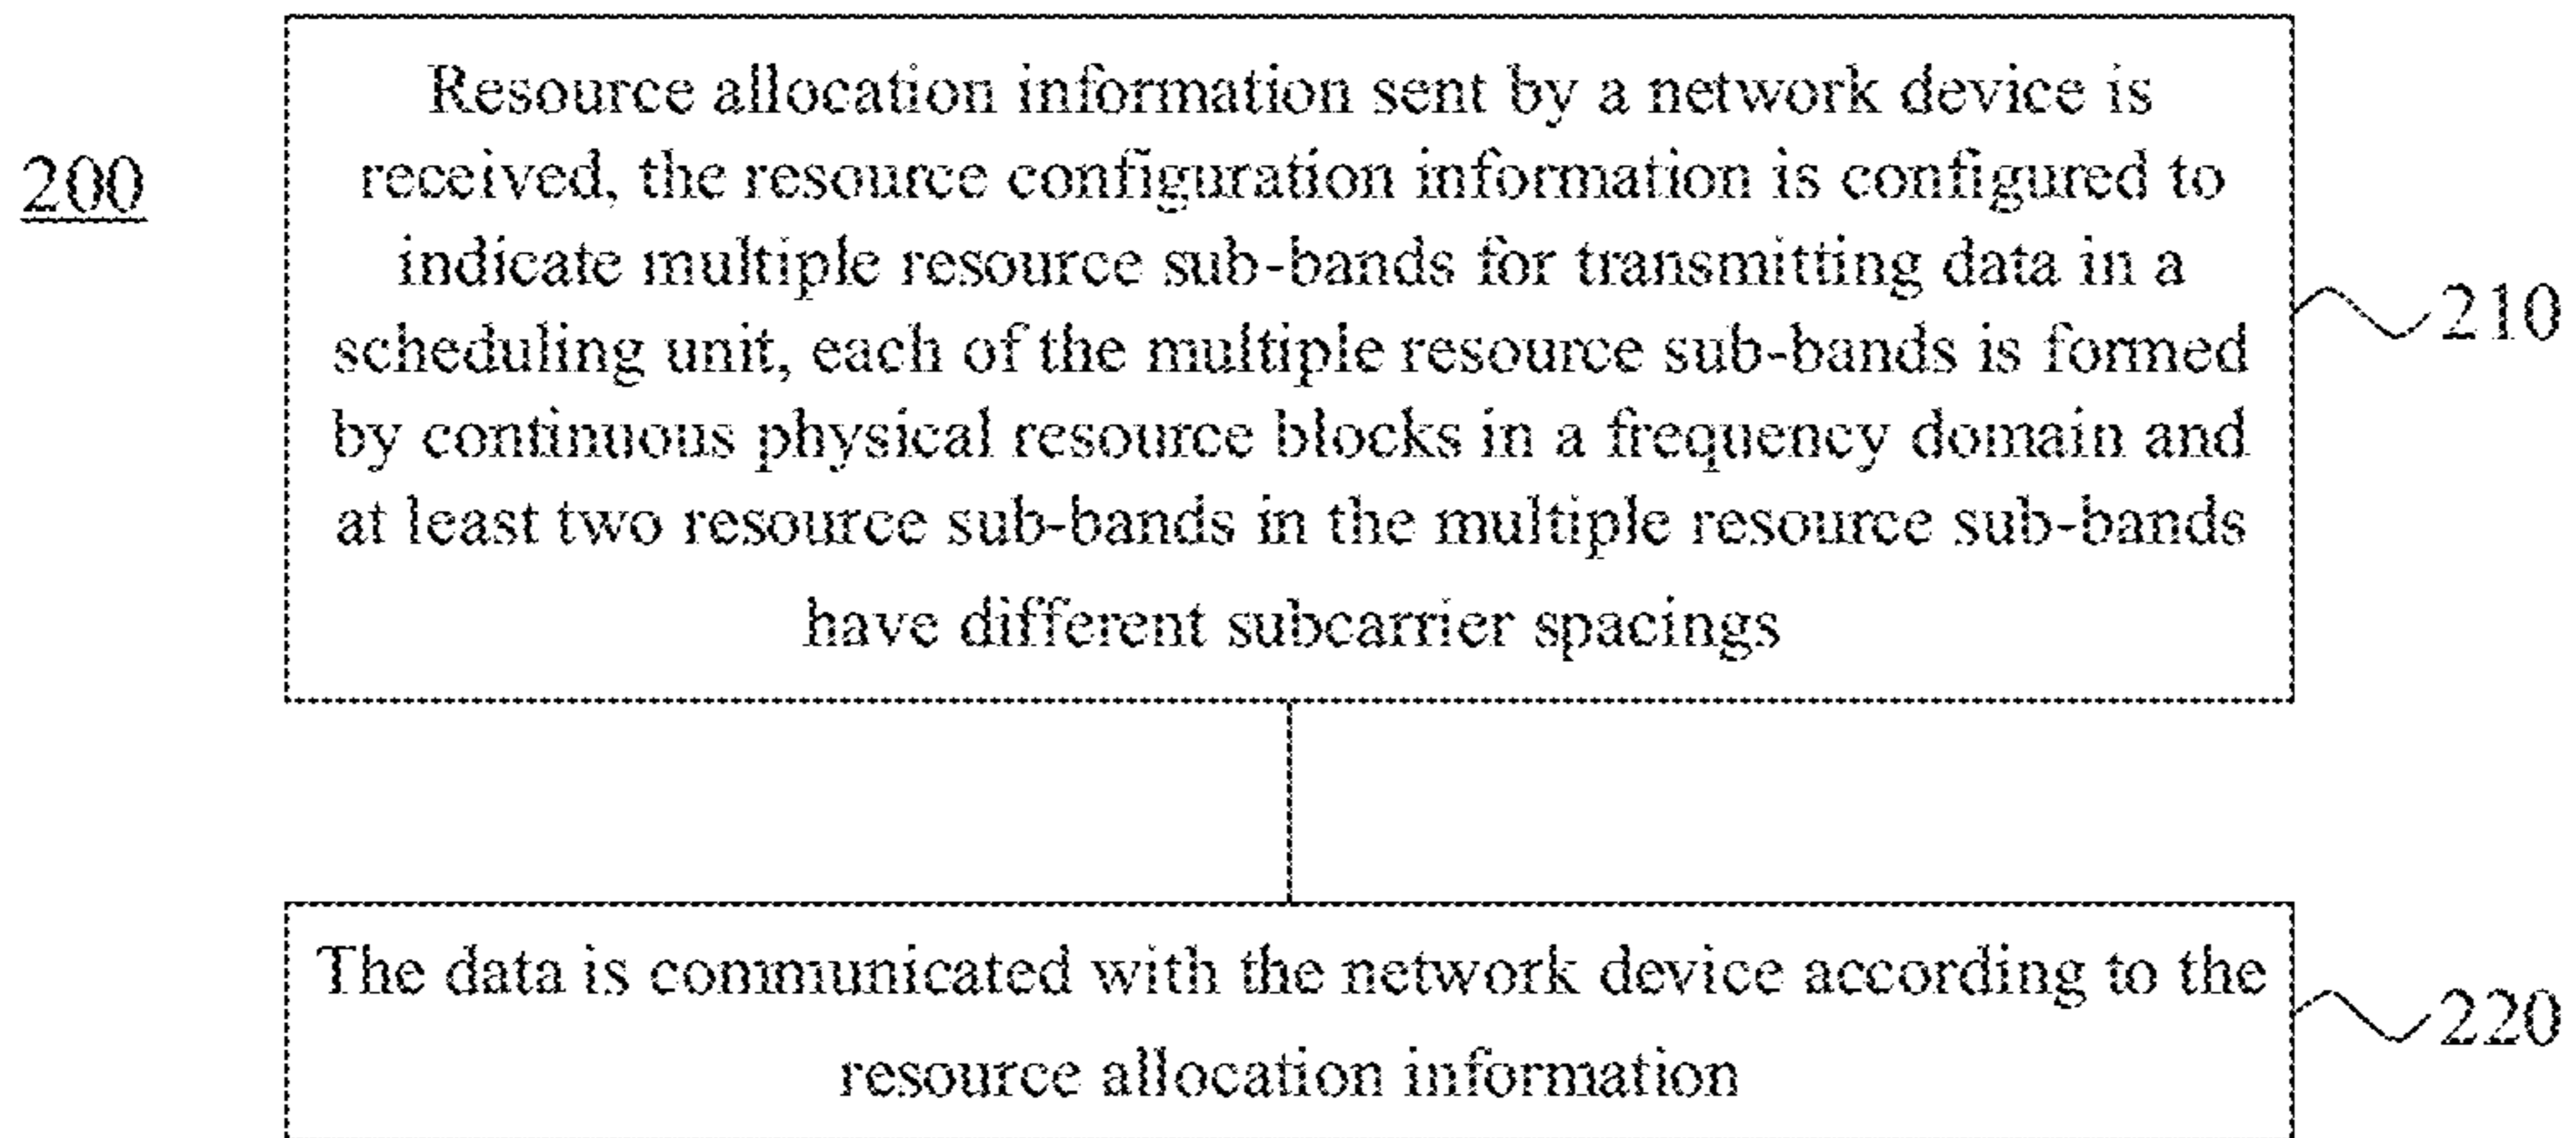 200
Resource allocation information sent by a network device is
received, the resource configuration information is configured to
indicate multiple resource sub-bands for transmitting data in a
scheduling unit, each of the multiple resource sub-bands is formed
by continuous physical resource blocks in a frequency domain and
at least two resource sub-bands in the multiple resource sub-bands
have different subcarrier spacings
210
The data is communicated with the network device according to the
resource allocation information
220